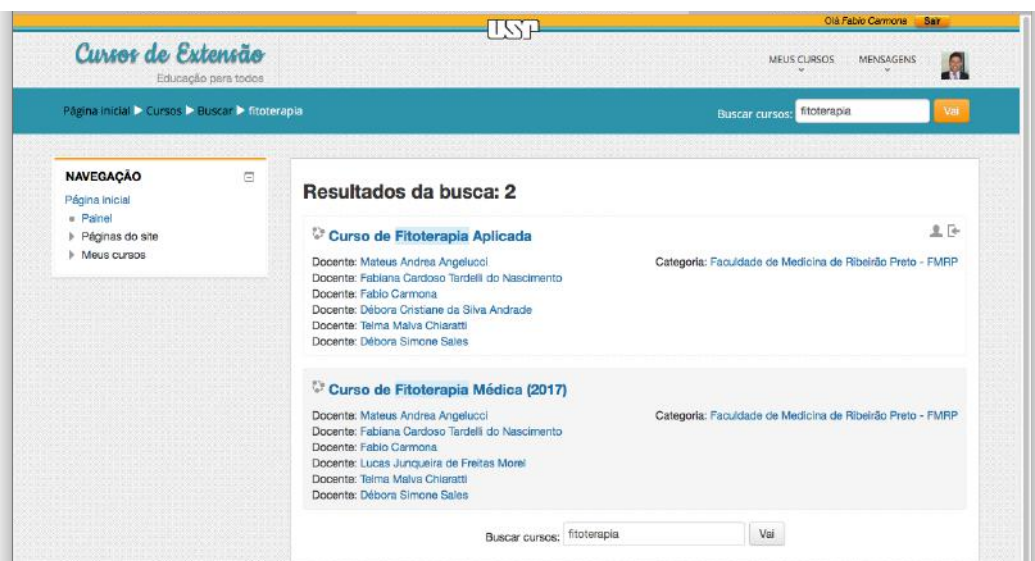 Olá Fabio Carmona Sair
USP
Cursos de Extensão
Educação para todos
MEUS CURSOS MENSAGENS
Página inicial Cursos Buscar fitoterapia
Buscar cursos: fitoterapia Vai
NAVEGAÇÃO
Página inicial
Painel
Páginas do site
Meus cursos
Resultados da busca: 2
Curso de Fitoterapia Aplicada
Docente: Mateus Andrea Angelucci
Categoria: Faculdade de Medicina de Ribeirão Preto - FMRP
Docente: Fabiana Cardoso Tardelli do Nascimento
Docente: Fabio Carmona
Docente: Débora Cristiane da Silva Andrade
Docente: Telma Malva Chiaratti
Docente: Débora Simone Sales
Curso de Fitoterapia Médica (2017)
Docente: Mateus Andrea Angelucci
Categoria: Faculdade de Medicina de Ribeirão Preto - FMRP
Docente: Fabiana Cardoso Tardelli do Nascimento
Docente: Fabio Carmona
Docente: Lucas Junqueira de Freitas Morel
Docente: Telma Malva Chiaratti
Docente: Débora Simone Sales
Buscar cursos: fitoterapia Vai